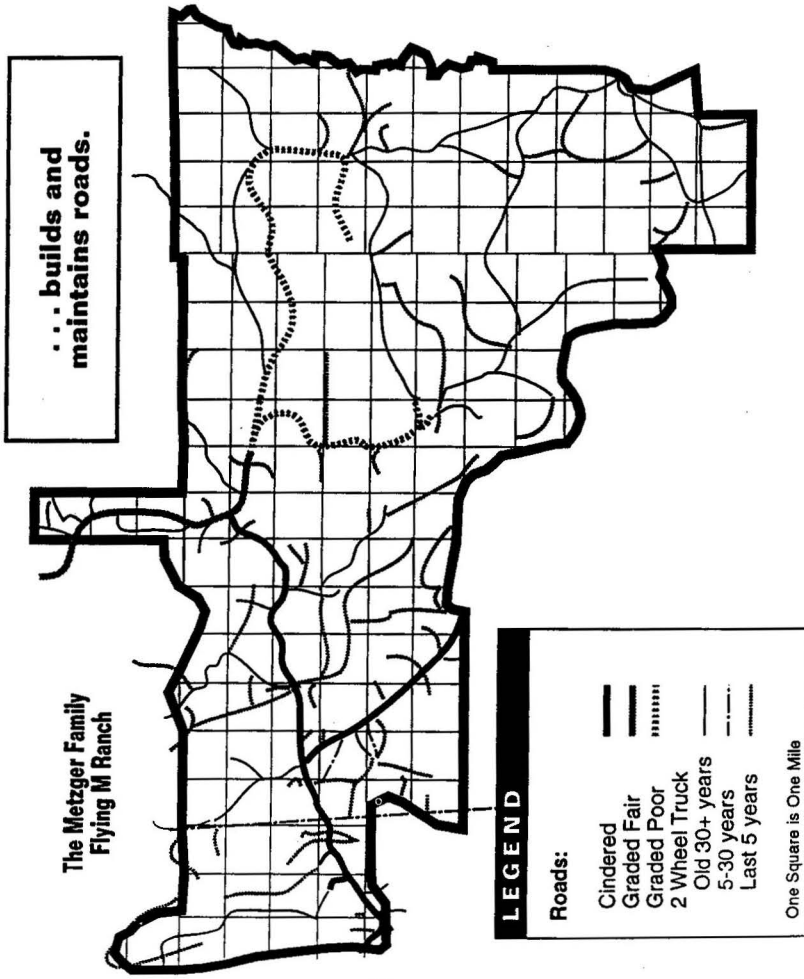 ... builds and
maintains roads.
The Metzger Family
Flying M Ranch
LEGEND
Roads:
Cindered
Graded Fair
Graded Poor
2 Wheel Truck
Old 30+ years
5-30 years
Last 5 years
One Square is One Mile